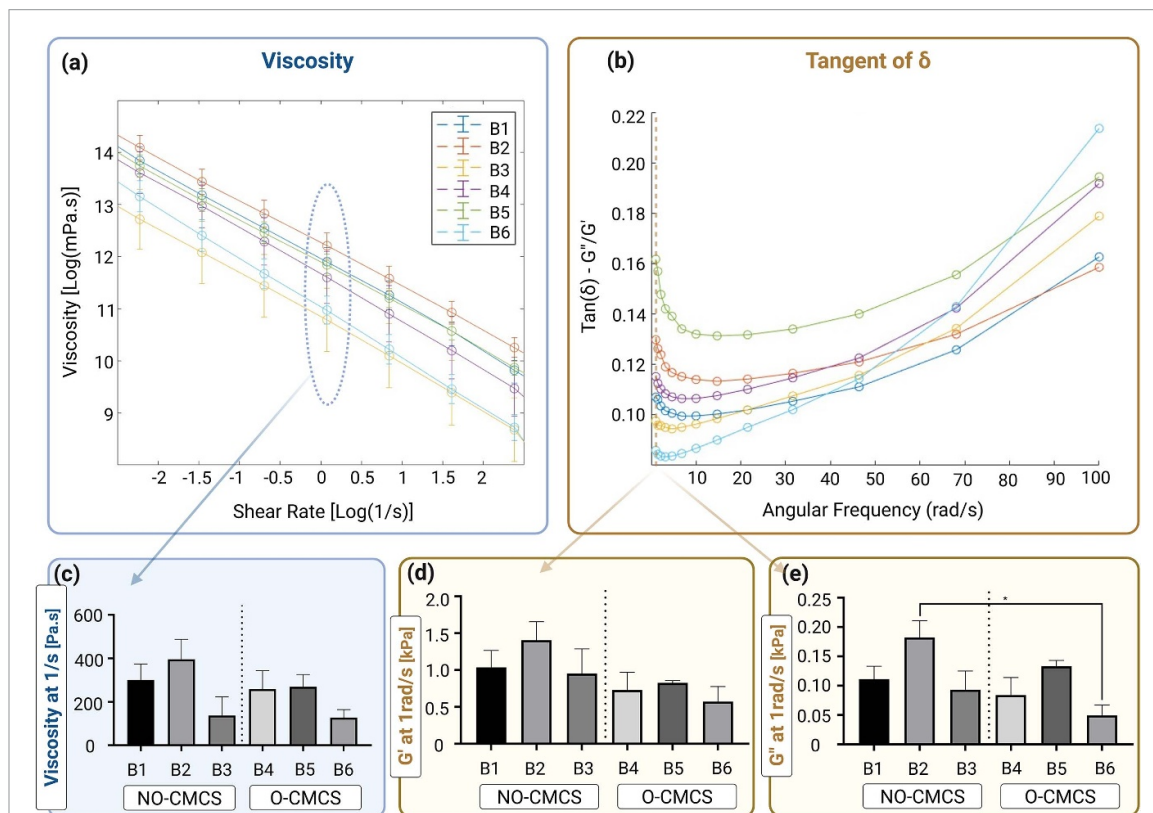 (a)
Viscosity
Viscosity [Log(mPa.s)]
14
13
12
11
10
9
-2 -1.5 -1 -0.5 0 0.5 1 1.5 2
Shear Rate [Log(1/s)]
B1
B2
B3
B4
B5
B6
(b)
Tangent of δ
Tan(δ) - G"/G'
0.22
0.20
0.18
0.16
0.14
0.12
0.10
10 20 30 40 50 60 70 80 90 100
Angular Frequency (rad/s)
(c)
Viscosity at 1/s [Pa.s]
600
400
200
0
B1 B2 B3 B4 B5 B6
NO-CMCS O-CMCS
(d)
G' at 1rad/s [kPa]
2.0
1.5
1.0
0.5
0
B1 B2 B3 B4 B5 B6
NO-CMCS O-CMCS
(e)
G" at 1rad/s [kPa]
0.25
0.20
0.15
0.10
0.05
0
*
B1 B2 B3 B4 B5 B6
NO-CMCS O-CMCS